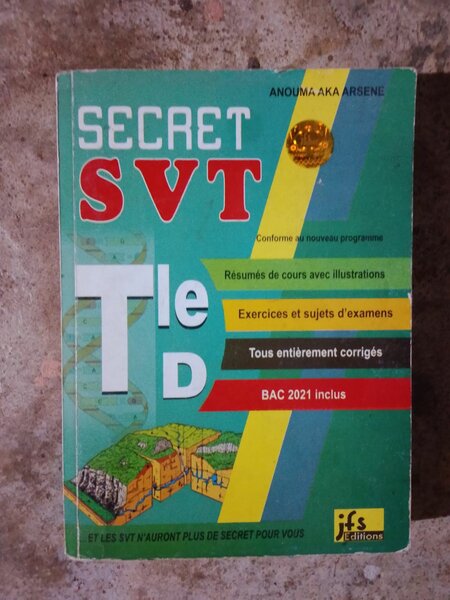 ANOUMA AKA ARSENE
SECRET
SVT
Conforme au nouveau programme
Tle
D
Résumés de cours avec illustrations
Exercices et sujets d'examens
Tous entièrement corrigés
BAC 2021 inclus
...ET LES SVT N'AURONT PLUS DE SECRET POUR VOUS
jfs
Editions